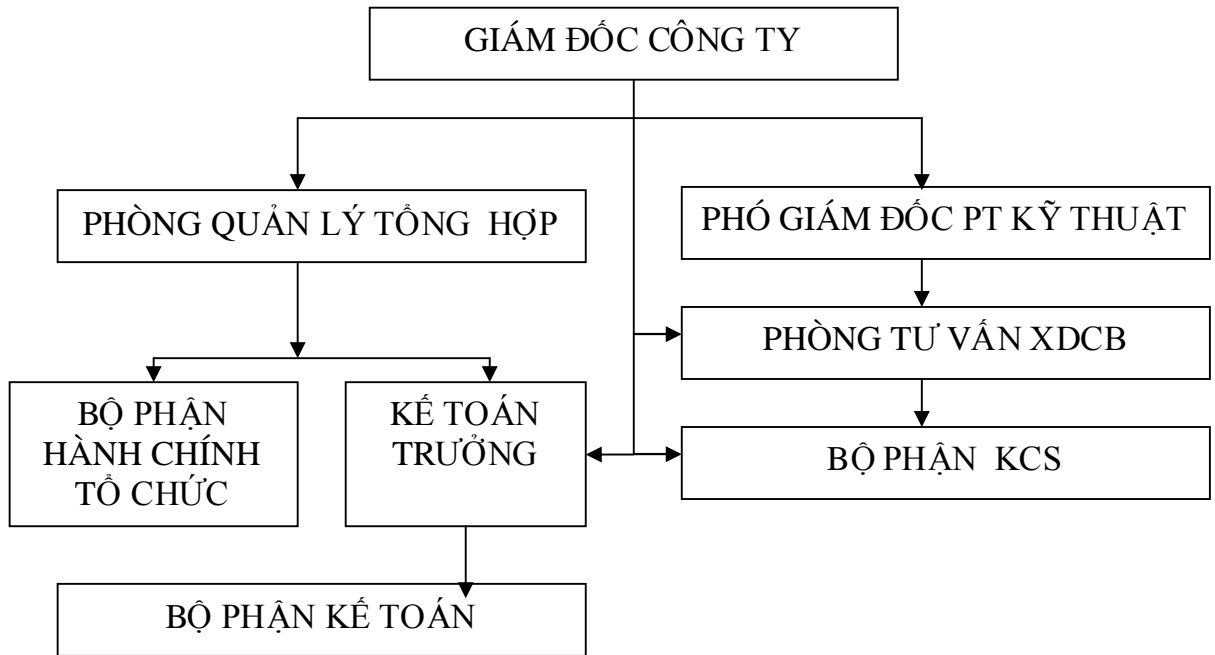 GIÁM ĐỐC CÔNG TY
PHÒNG QUẢN LÝ TỔNG HỢP
PHÓ GIÁM ĐỐC PT KỸ THUẬT
PHÒNG TƯ VẤN XDCB
BỘ PHẬN
HÀNH CHÍNH
TỔ CHỨC
KẾ TOÁN
TRƯỞNG
BỘ PHẬN KCS
BỘ PHẬN KẾ TOÁN